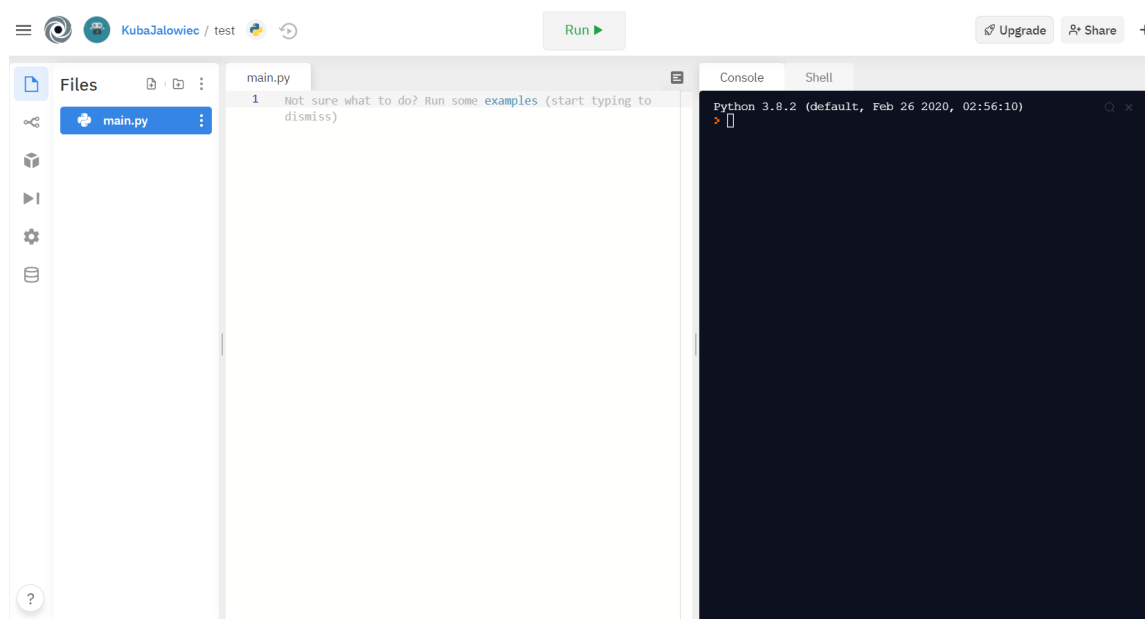 KubaJalowiec / test
Run
Upgrade
Share
Files
main.py
main.py
1
Not sure what to do? Run some examples (start typing to
dismiss)
Console
Shell
Python 3.8.2 (default, Feb 26 2020, 02:56:10)
>
?